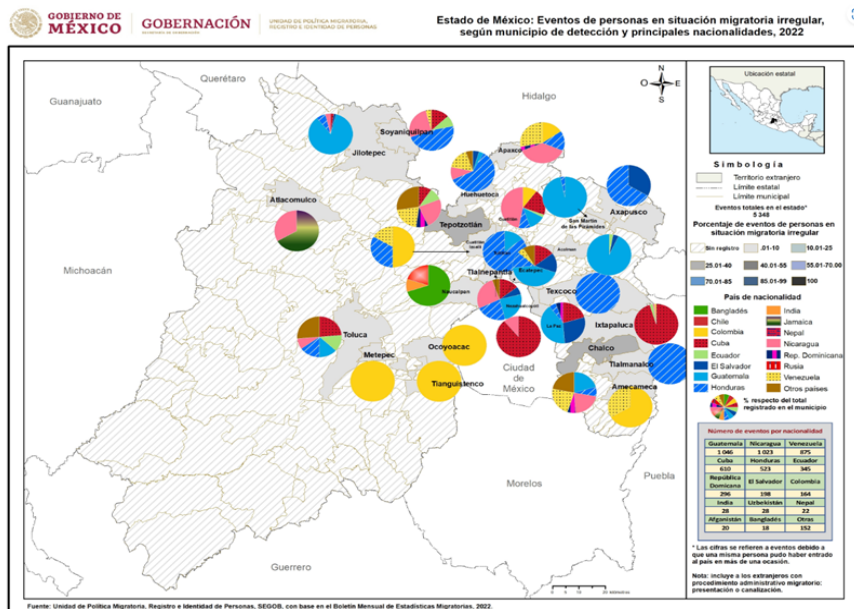 GOBIERNO DE
MÉXICO
GOBERNACIÓN
SECRETARÍA DE GOBERNACIÓN
UNIDAD DE POLÍTICA MIGRATORIA,
REGISTRO E IDENTIDAD DE PERSONAS
Estado de México: Eventos de personas en situación migratoria irregular,
según municipio de detección y principales nacionalidades, 2022
Guanajuato
Querétaro
Hidalgo
Michoacán
Guerrero
Morelos
Puebla
Ciudad
de
México
N
O
E
S
Jilotepec
Soyaniquilpan
Apaxco
Huehuetoca
Axapusco
Atlacomulco
Tepotzotlán
San Martín
de las Pirámides
Acolman
Tlalnepantla
Ecatepec
Naucalpan
Texcoco
Toluca
La Paz
Ixtapaluca
Metepec
Ocoyoacac
Chalco
Tlalmanalco
Tianguistenco
Amecameca
Ubicación estatal
Simbología
Territorio extranjero
Límite estatal
Límite municipal
Eventos totales en el estado*
5 348
Porcentaje de eventos de personas en
situación migratoria irregular
Sin registro .01-10 10.01-25
25.01-40 40.01-55 55.01-70.00
70.01-85 85.01-99 100
País de nacionalidad
Bangladés India
Chile Jamaica
Colombia Nepal
Cuba Nicaragua
Ecuador Rep. Dominicana
El Salvador Rusia
Guatemala Venezuela
Honduras Otros países
% respecto del total
registrado en el municipio
Número de eventos por nacionalidad
Guatemala Nicaragua Venezuela
1 046 1 023 875
Cuba Honduras Ecuador
610 523 345
República
Domicana El Salvador Colombia
296 198 164
India Uzbekistán Nepal
28 28 22
Afganistán Bangladés Otras
20 18 152
* Las cifras se refieren a eventos debido a
que una misma persona pudo haber entrado
al país en más de una ocasión.
Nota: incluye a los extranjeros con
procedimiento administrativo migratorio:
presentación o canalización.
Fuente: Unidad de Política Migratoria, Registro e Identidad de Personas, SEGOB, con base en el Boletín Mensual de Estadísticas Migratorias, 2022.